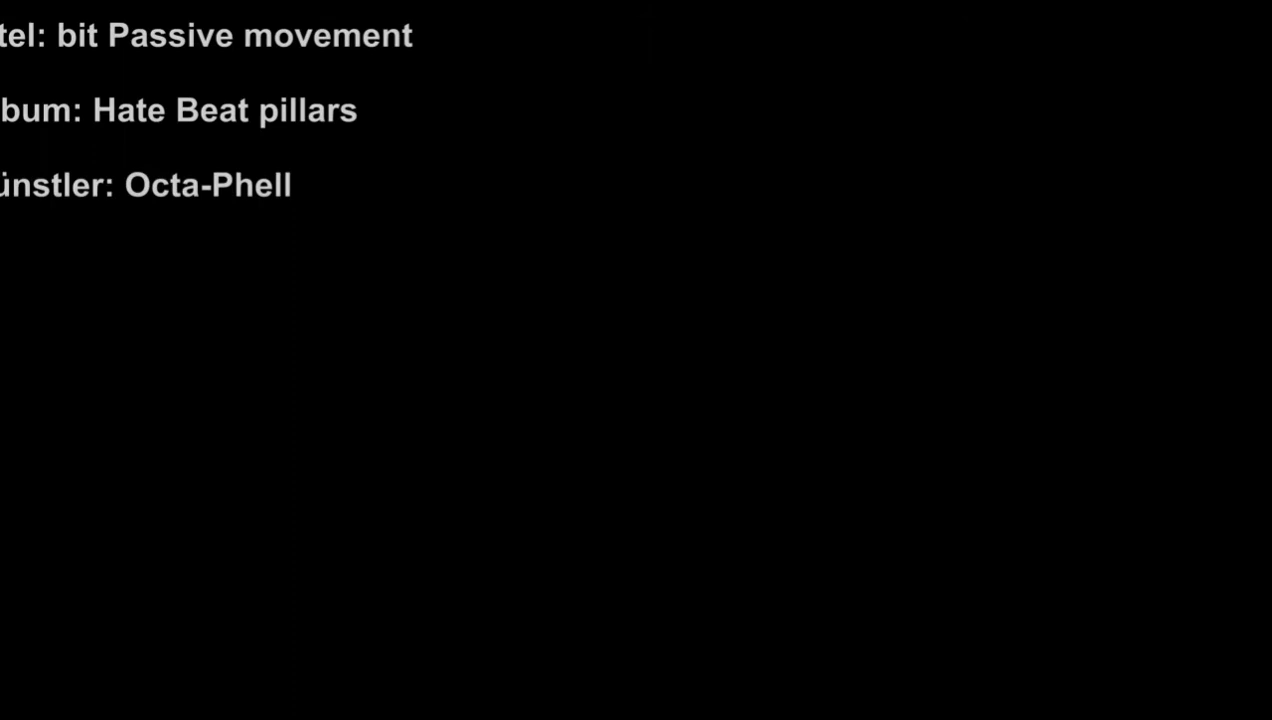 tel: bit Passive movement
bum: Hate Beat pillars
ünstler: Octa-Phell